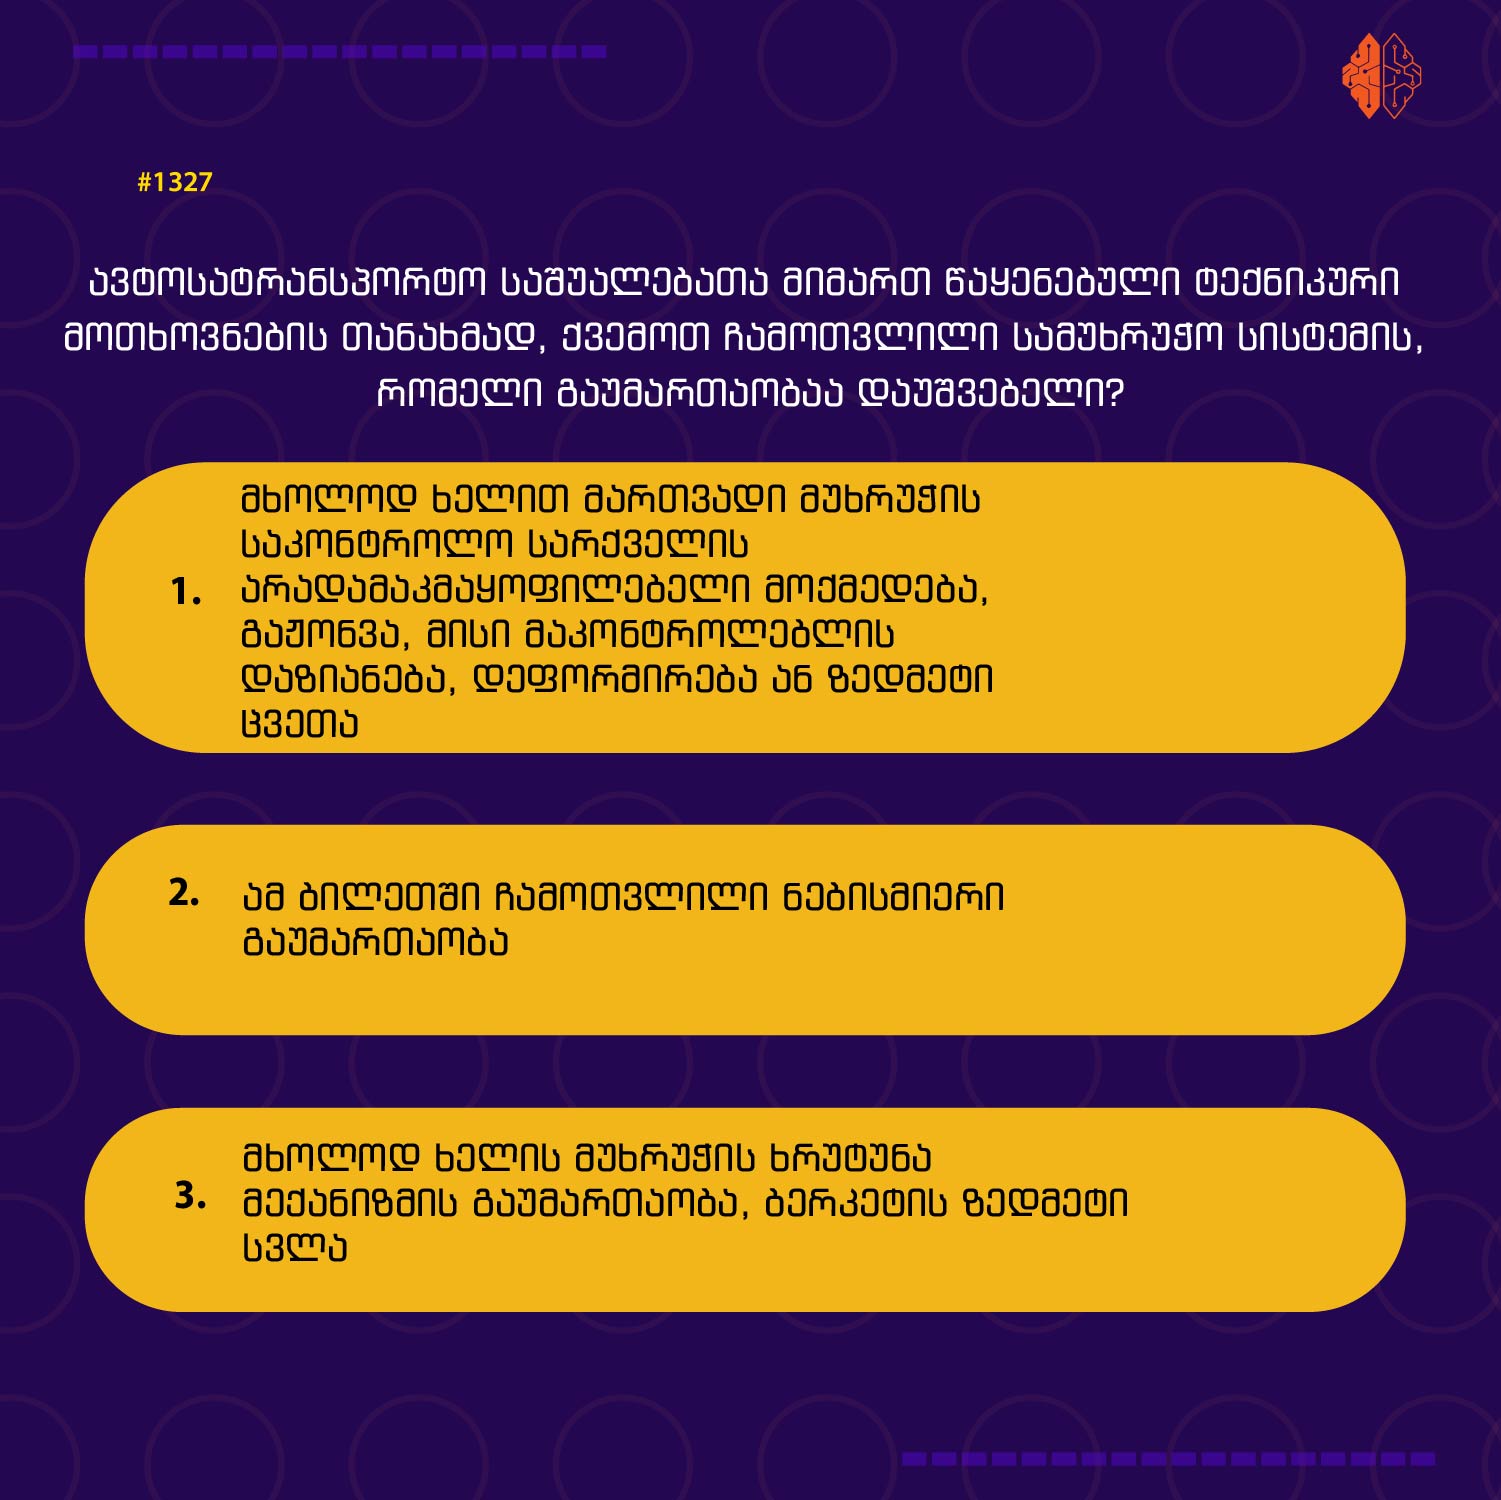 #1327
ავტოსატრანსპორტო საშუალებათა მიმართ წაყენებული ტექნიკური
მოთხოვნების თანახმად, ქვემოთ ჩამოთვლილი სამუხრუჭო სისტემის,
რომელი გაუმართაობაა დაუშვებელი?
მხოლოდ ხელით მართვადი მუხრუჭის
საკონტროლო სარქველის
1. არადამაკმაყოფილებელი მოქმედება,
გაჟონვა, მისი მაკონტროლებლის
დაზიანება, დეფორმირება ან ზედმეტი
ცვეთა
2. ამ ბილეთში ჩამოთვლილი ნებისმიერი
გაუმართაობა
მხოლოდ ხელის მუხრუჭის ხრუტუნა
3. მექანიზმის გაუმართაობა, ბერკეტის ზედმეტი
სვლა